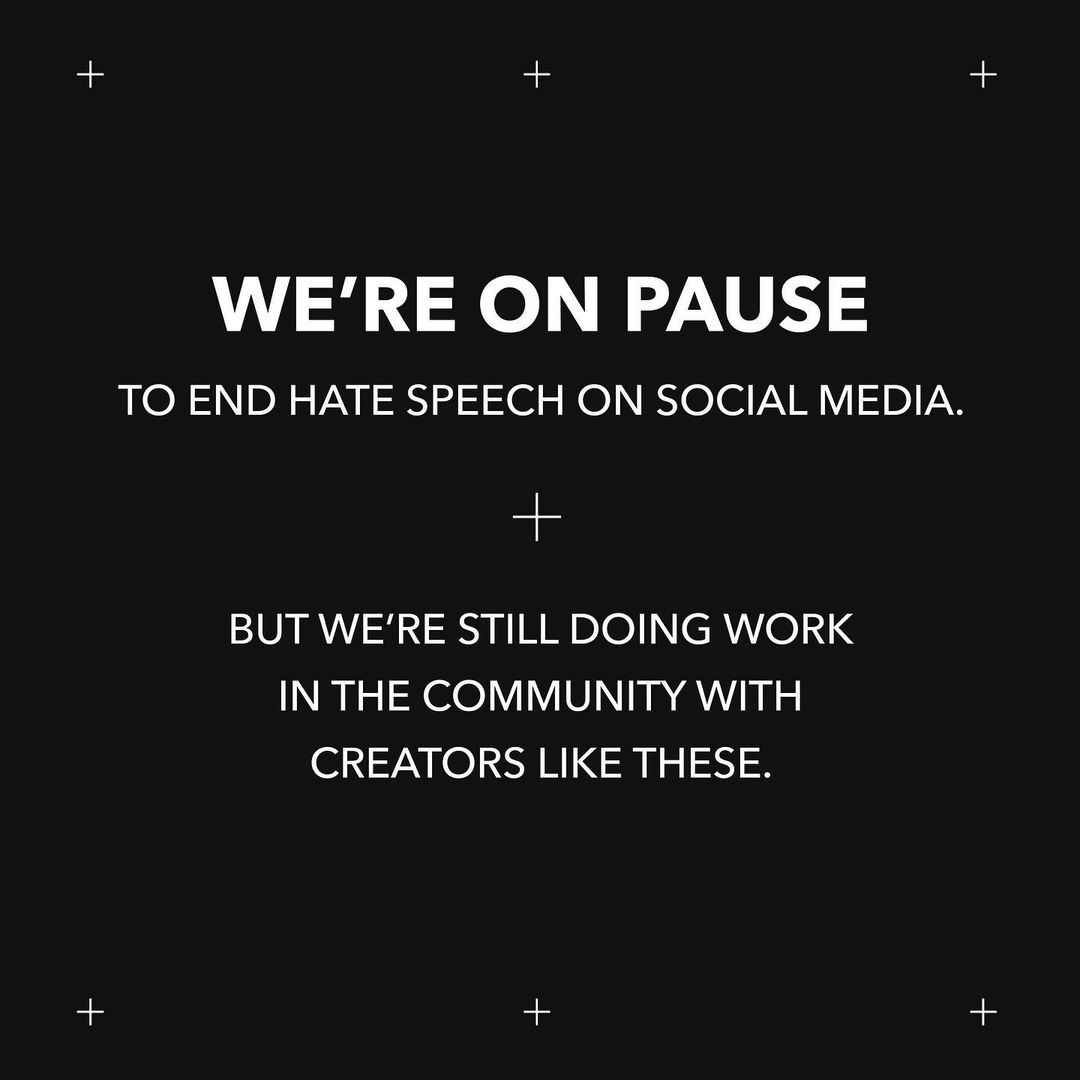 WE’RE ON PAUSE
TO END HATE SPEECH ON SOCIAL MEDIA.
BUT WE’RE STILL DOING WORK
IN THE COMMUNITY WITH
CREATORS LIKE THESE.